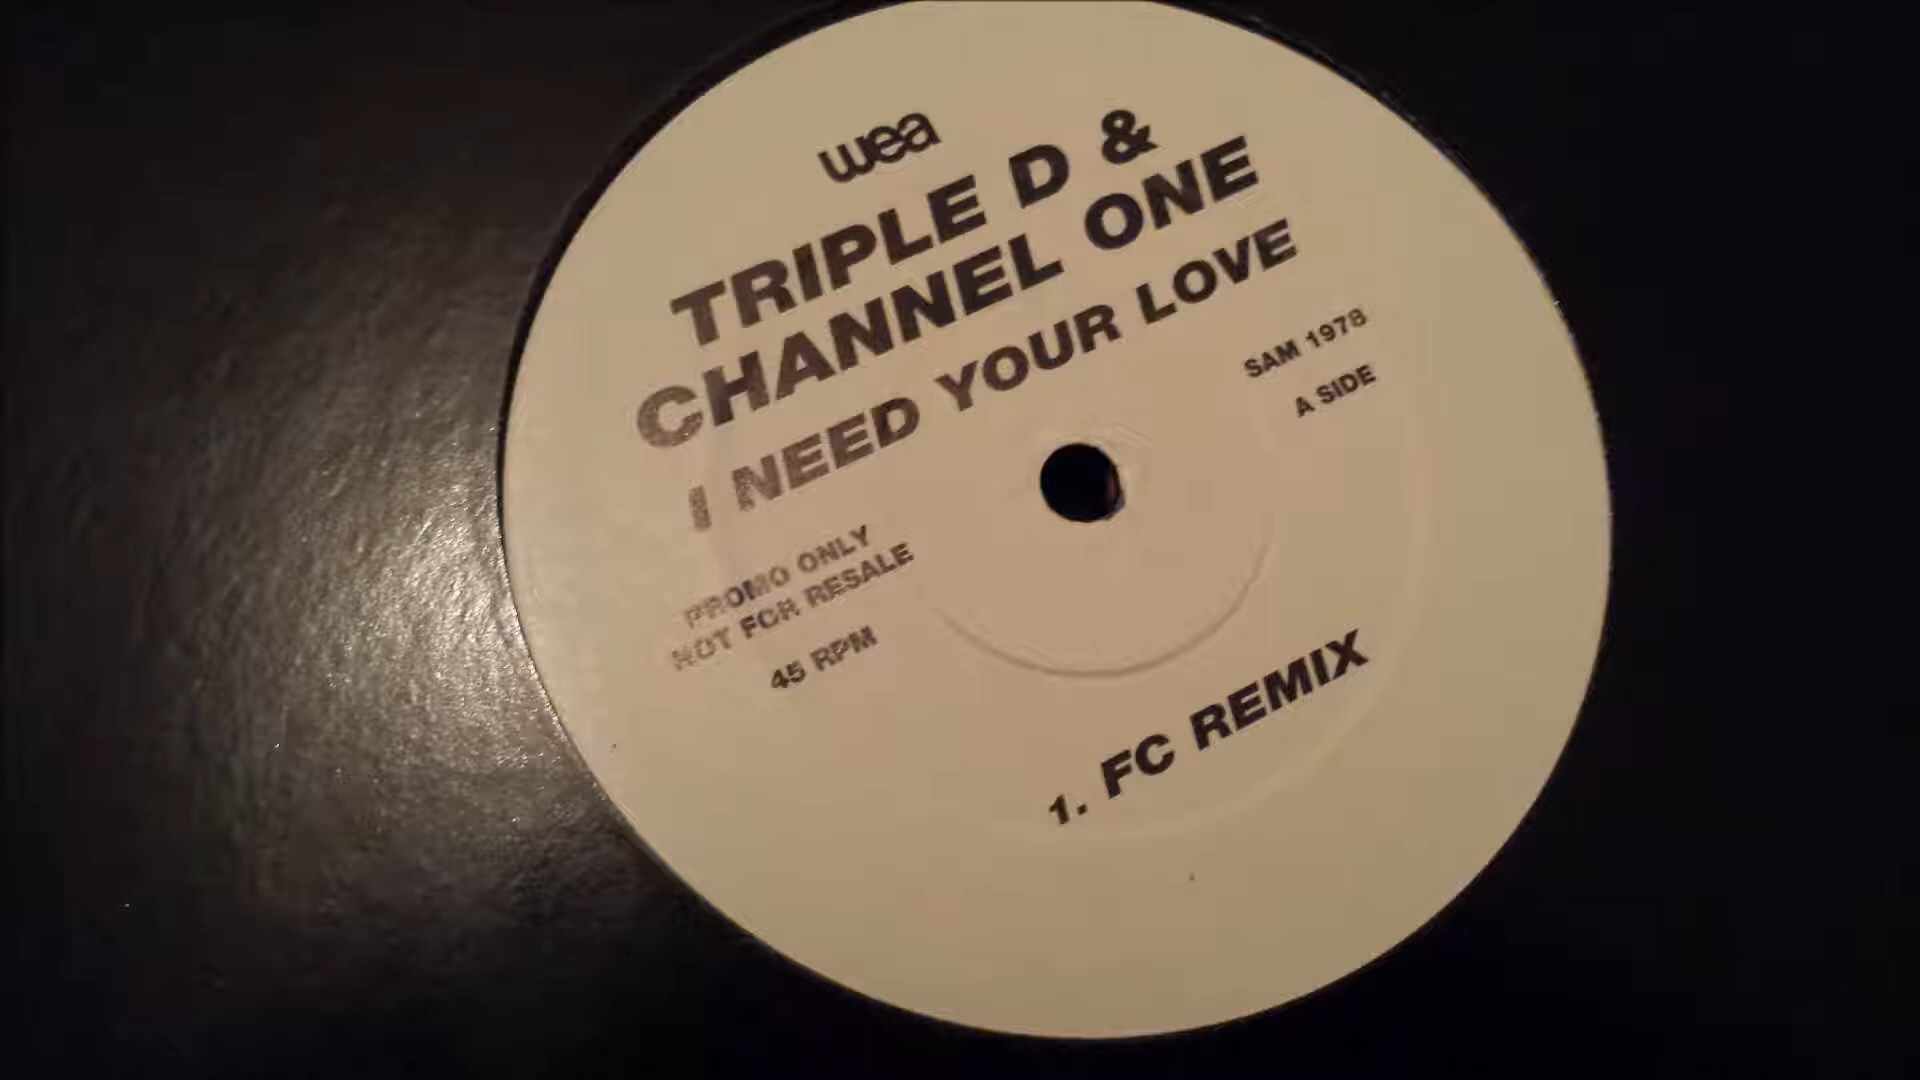 wea
TRIPLE D &
CHANNEL ONE
I NEED YOUR LOVE
SAM 1978
A SIDE
PROMO ONLY
NOT FOR RESALE
45 RPM
1. FC REMIX